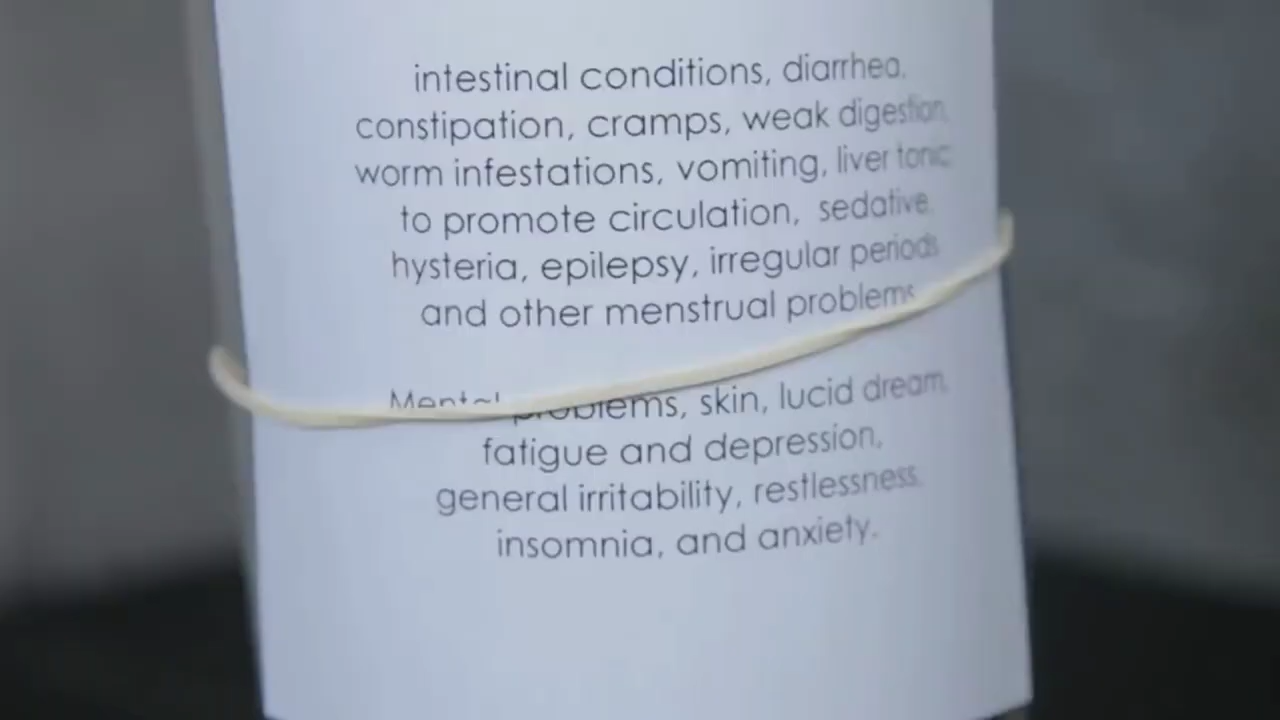 intestinal conditions, diarrhea,
constipation, cramps, weak digestion,
worm infestations, vomiting, liver tonic
to promote circulation, sedative,
hysteria, epilepsy, irregular periods
and other menstrual problems
Mental problems, skin, lucid dream,
fatigue and depression,
general irritability, restlessness,
insomnia, and anxiety.